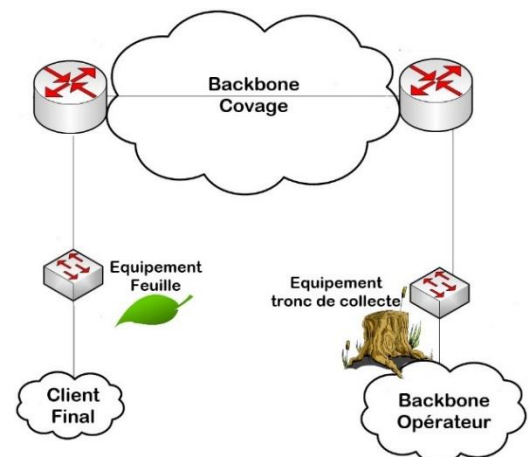 Backbone
Covage
Equipement
Feuille
Equipement
tronc de collecte
Client
Final
Backbone
Opérateur